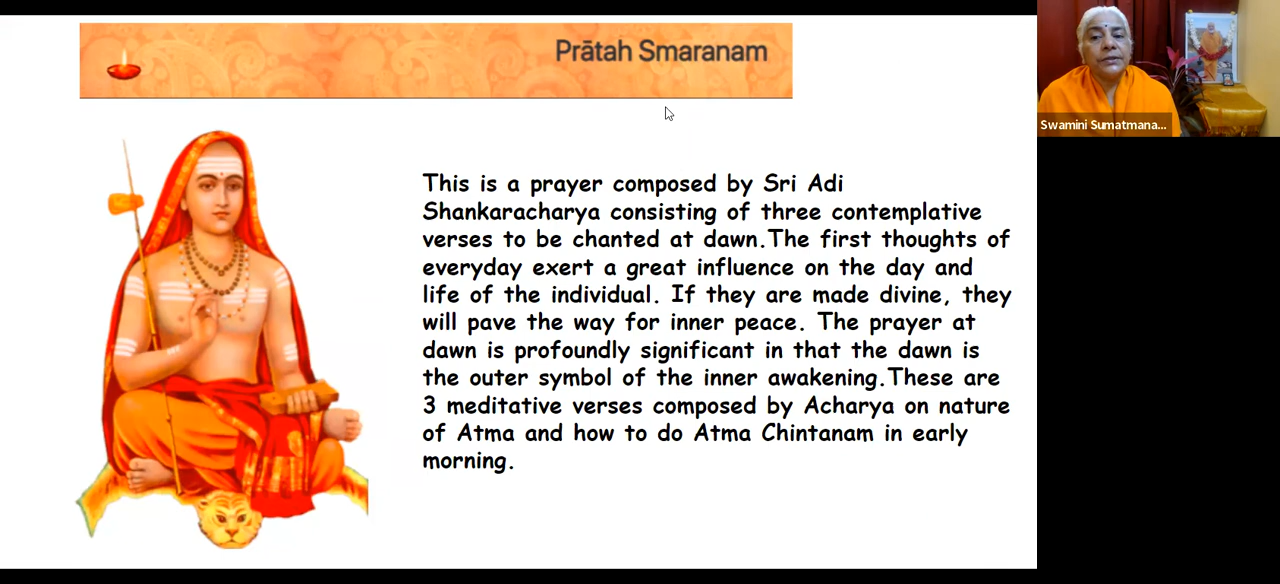 Prātah Smaranam
This is a prayer composed by Sri Adi
Shankaracharya consisting of three contemplative
verses to be chanted at dawn.The first thoughts of
everyday exert a great influence on the day and
life of the individual. If they are made divine, they
will pave the way for inner peace. The prayer at
dawn is profoundly significant in that the dawn is
the outer symbol of the inner awakening.These are
3 meditative verses composed by Acharya on nature
of Atma and how to do Atma Chintanam in early
morning.
Swamini Sumatmana...